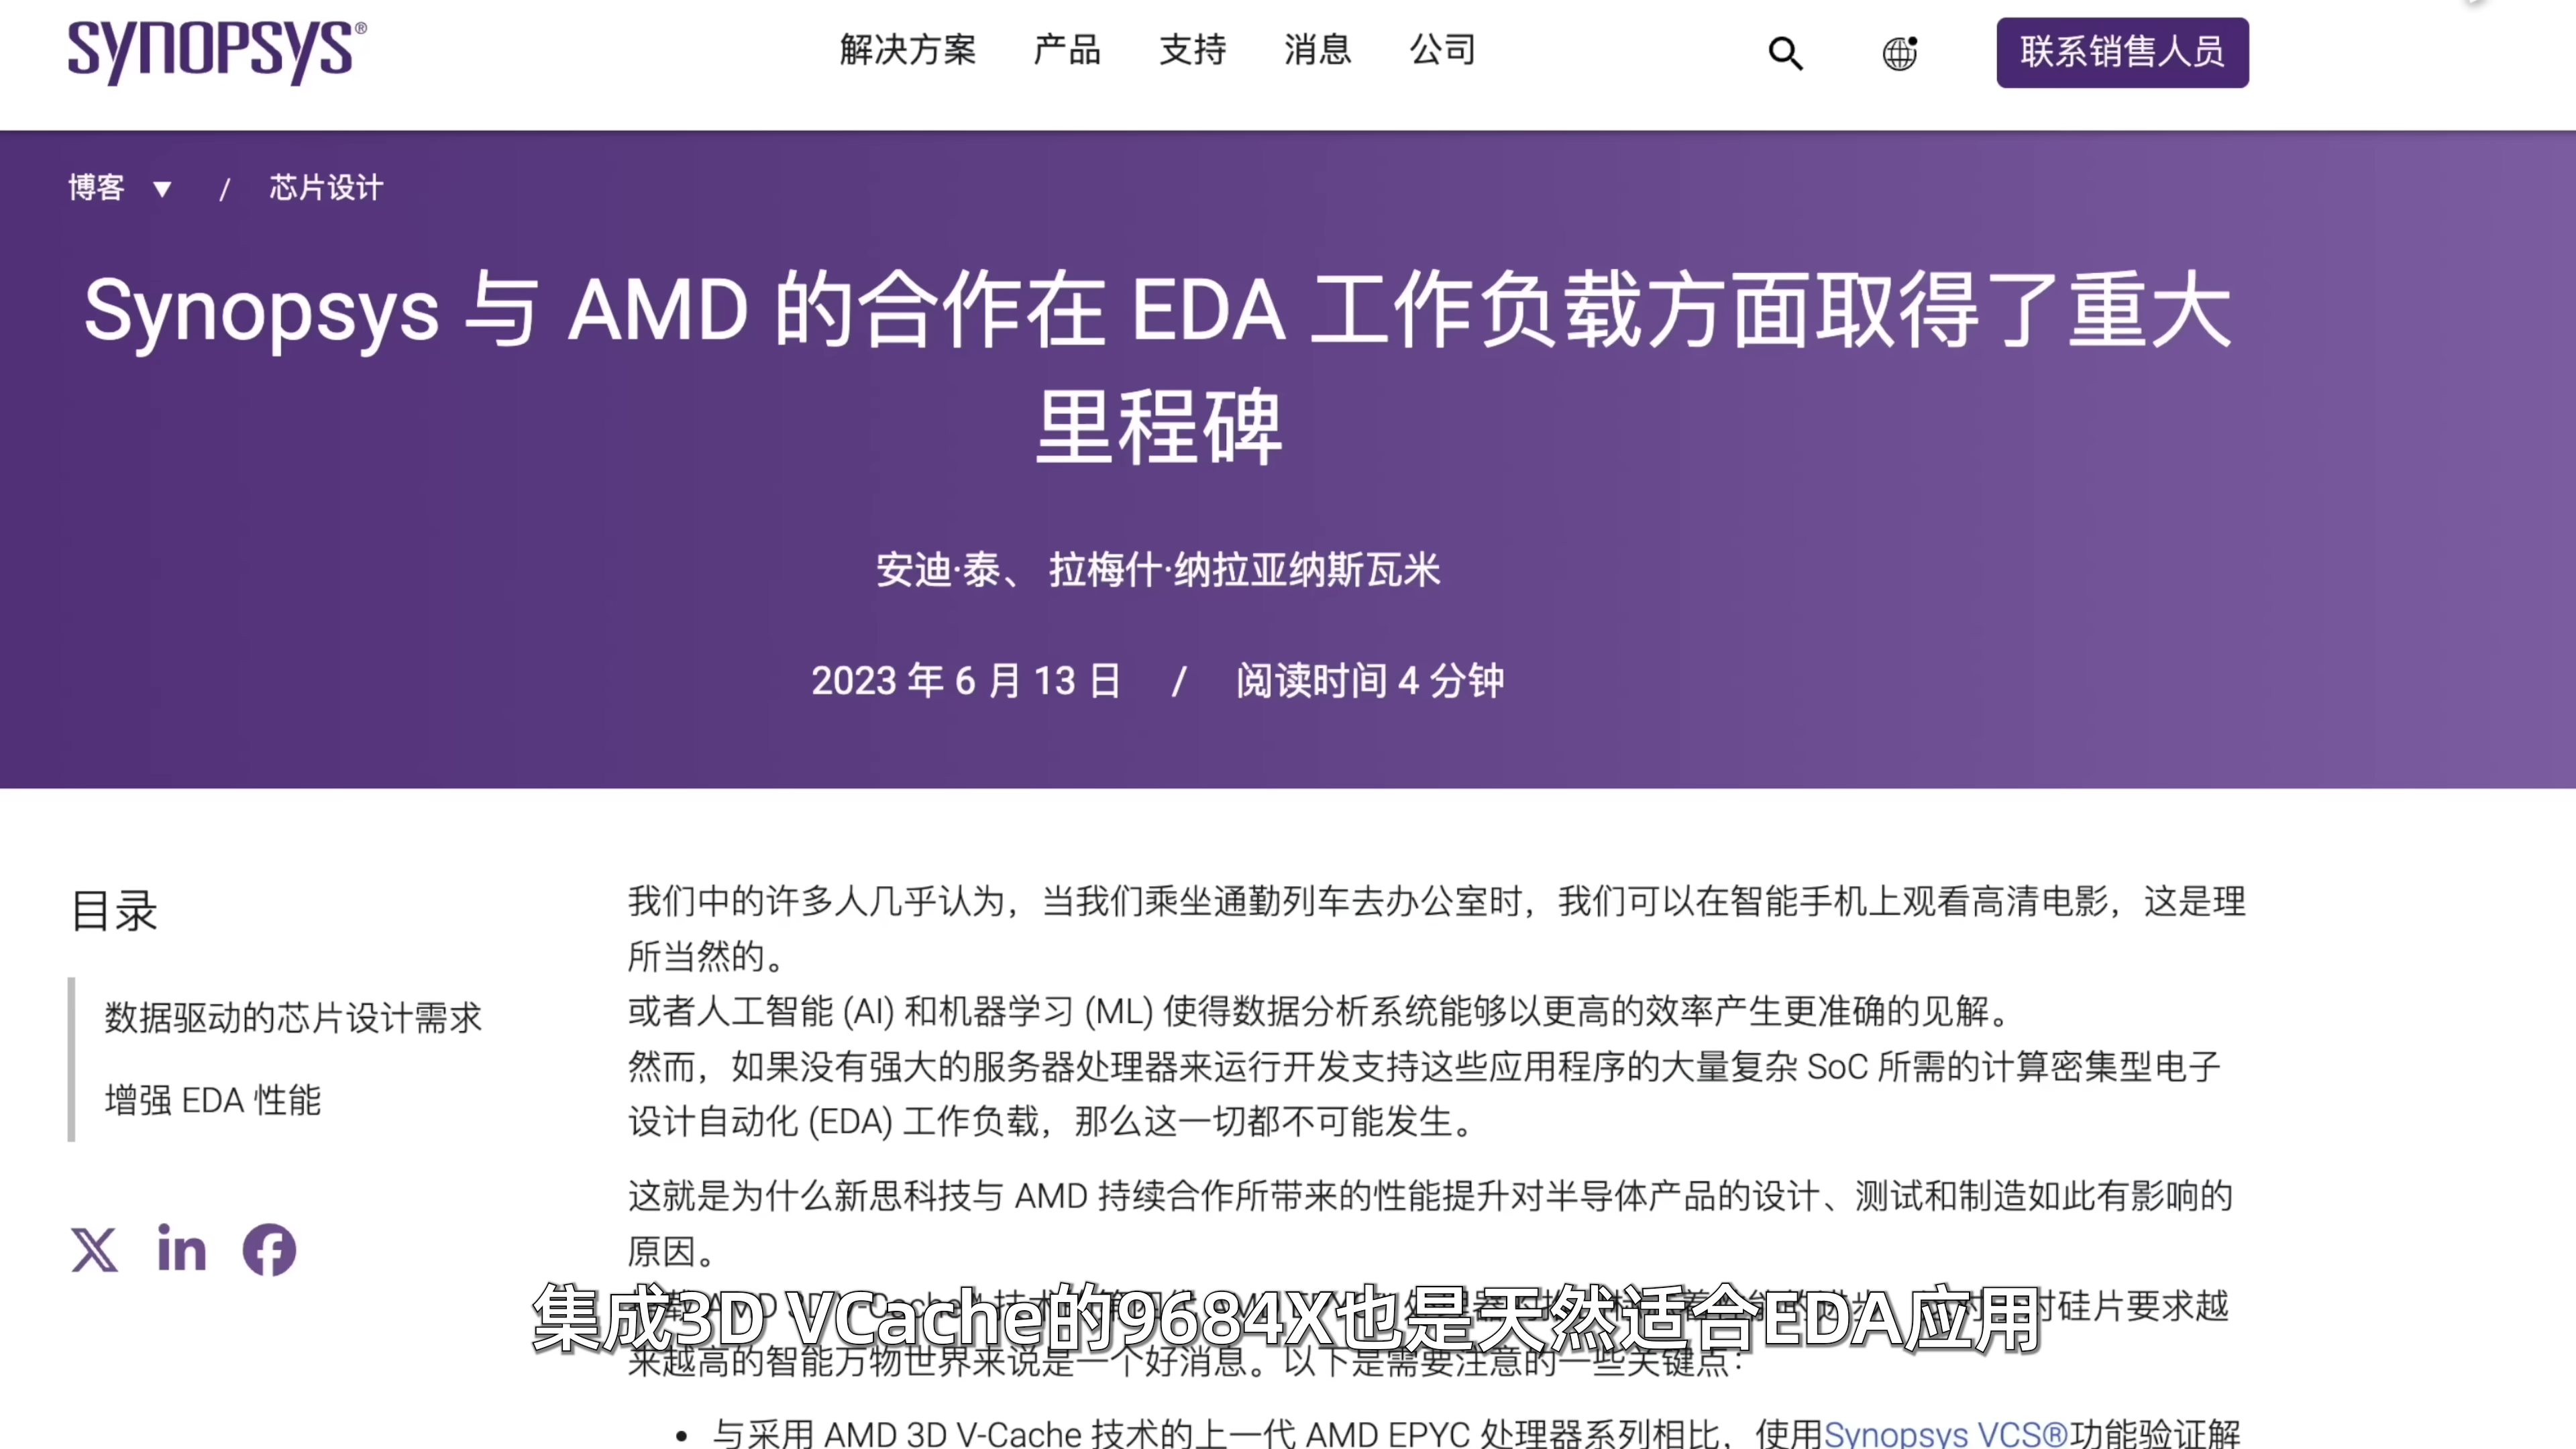 SYNOPSYS®
解决方案 产品 支持 消息 公司
联系销售人员
博客 ▼ / 芯片设计
Synopsys 与 AMD 的合作在 EDA 工作负载方面取得了重大
里程碑
安迪·泰、 拉梅什·纳拉亚纳斯瓦米
2023 年 6 月 13 日 / 阅读时间 4 分钟
目录
数据驱动的芯片设计需求
增强 EDA 性能
我们中的许多人几乎认为，当我们乘坐通勤列车去办公室时，我们可以在智能手机上观看高清电影，这是理
所当然的。
或者人工智能 (AI) 和机器学习 (ML) 使得数据分析系统能够以更高的效率产生更准确的见解。
然而，如果没有强大的服务器处理器来运行开发支持这些应用程序的大量复杂 SoC 所需的计算密集型电子
设计自动化 (EDA) 工作负载，那么这一切都不可能发生。
这就是为什么新思科技与 AMD 持续合作所带来的性能提升对半导体产品的设计、测试和制造如此有影响的
原因。
对硅片要求越
来越高的智能万物世界来说是一个好消息。以下是需要注意的一些关键点：
集成3D VCache的9684X也是天然适合EDA应用
• 与采用 AMD 3D V-Cache 技术的上一代 AMD EPYC 处理器系列相比，使用Synopsys VCS®功能验证解